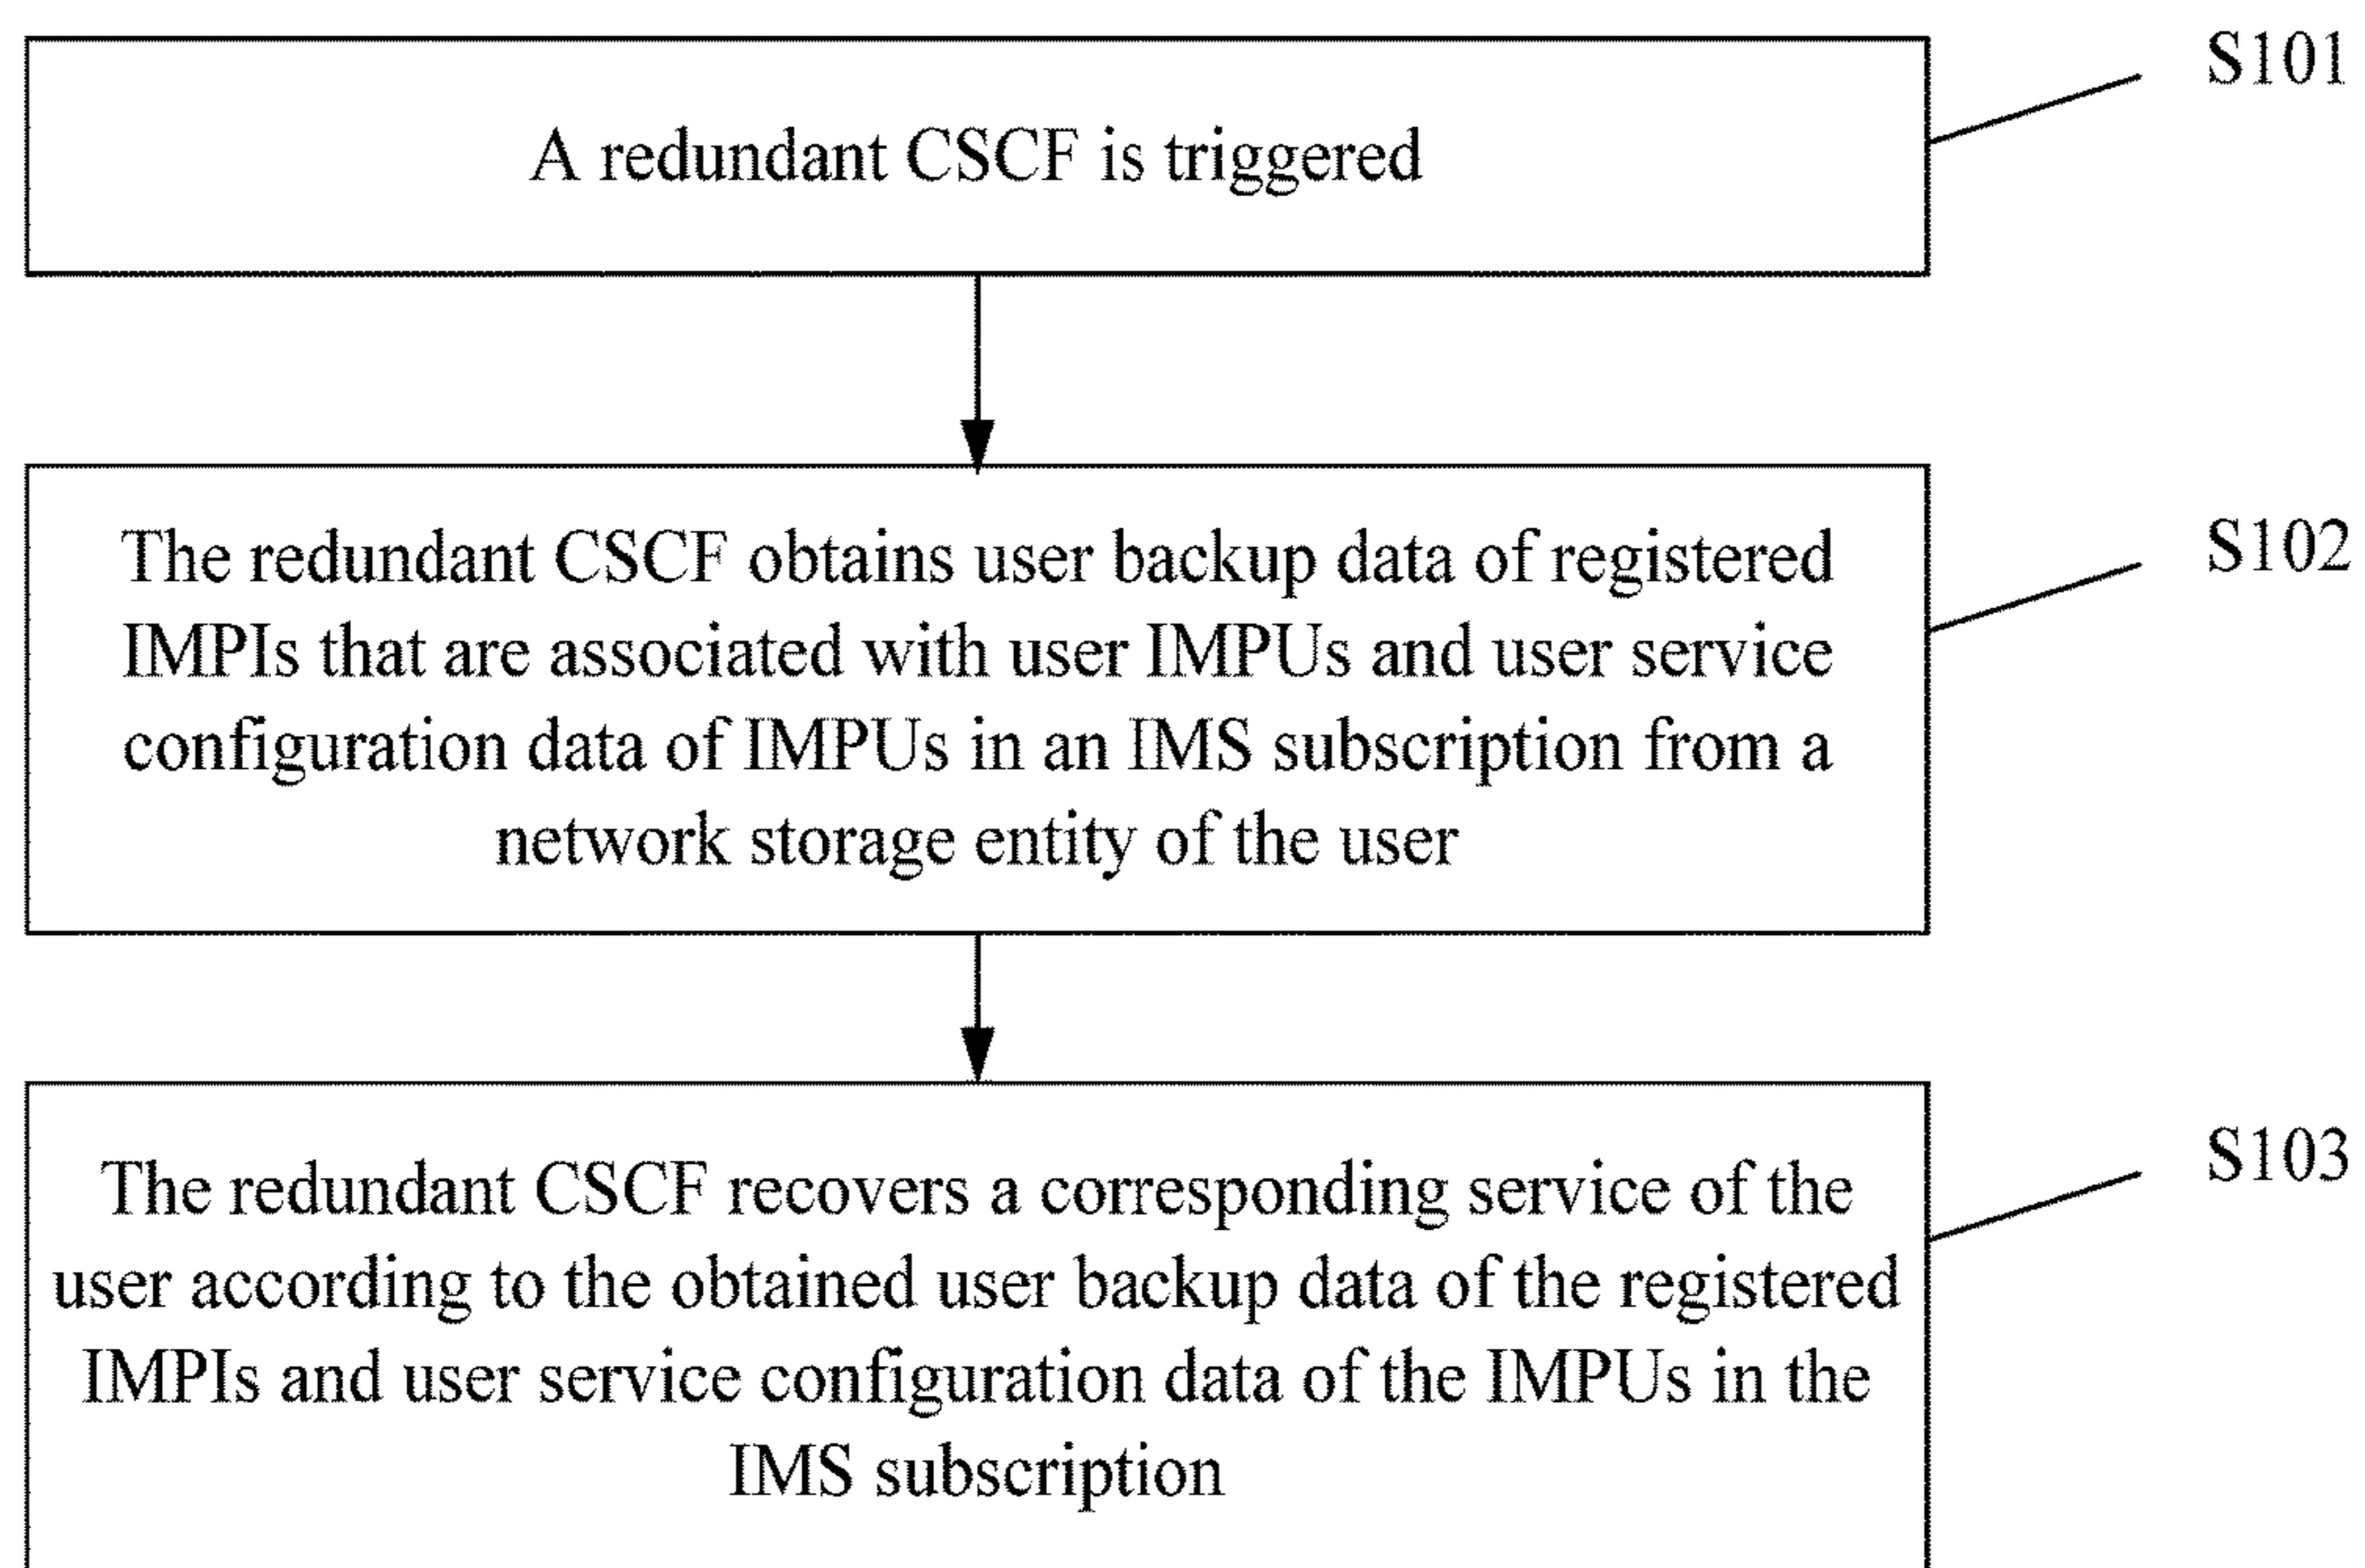 S101
A redundant CSCF is triggered
The redundant CSCF obtains user backup data of registered
IMPIs that are associated with user IMPUs and user service
configuration data of IMPUs in an IMS subscription from a
network storage entity of the user
S102
The redundant CSCF recovers a corresponding service of the
user according to the obtained user backup data of the registered
IMPIs and user service configuration data of the IMPUs in the
IMS subscription
S103